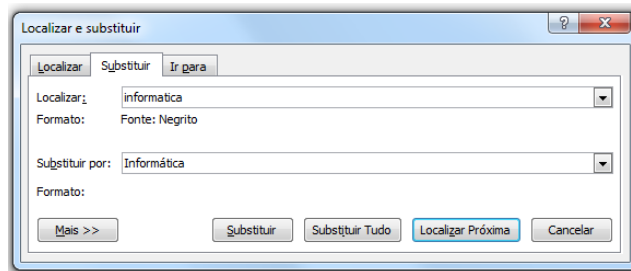 Localizar e substituir
Localizar Substituir Ir para
Localizar: informatica
Formato: Fonte: Negrito
Substituir por: Informática
Formato:
Mais >> Substituir Substituir Tudo Localizar Próxima Cancelar